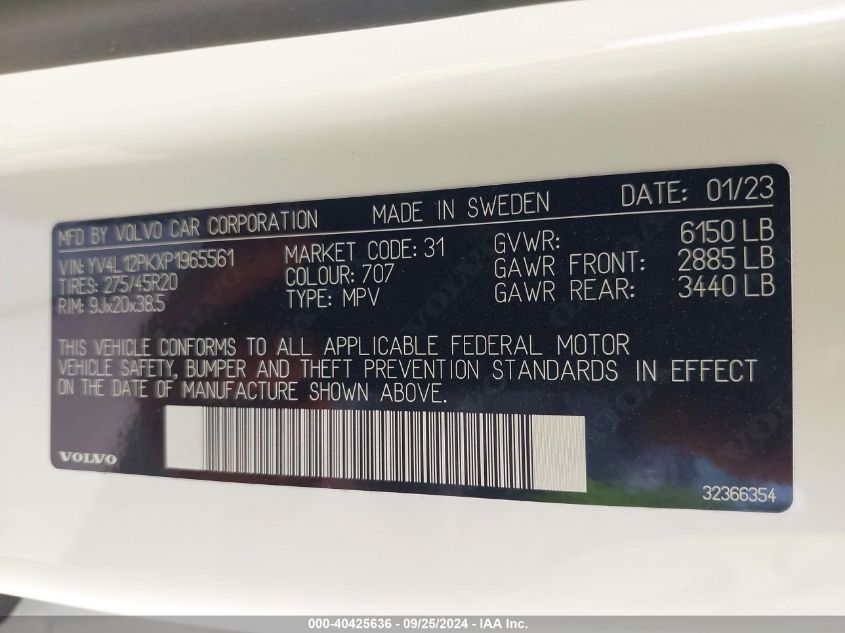 MFD BY VOLVO CAR CORPORATION MADE IN SWEDEN DATE: 01/23
VIN: YV4L12PKXP1965561 MARKET CODE: 31 GVWR: 6150 LB
TIRES: 275/45R20 COLOUR: 707 GAWR FRONT: 2885 LB
RIM: 9Jx20x38.5 TYPE: MPV GAWR REAR: 3440 LB
THIS VEHICLE CONFORMS TO ALL APPLICABLE FEDERAL MOTOR
VEHICLE SAFETY, BUMPER AND THEFT PREVENTION STANDARDS IN EFFECT
ON THE DATE OF MANUFACTURE SHOWN ABOVE.
VOLVO 32366354
000-40425636 - 09/25/2024 - IAA Inc.